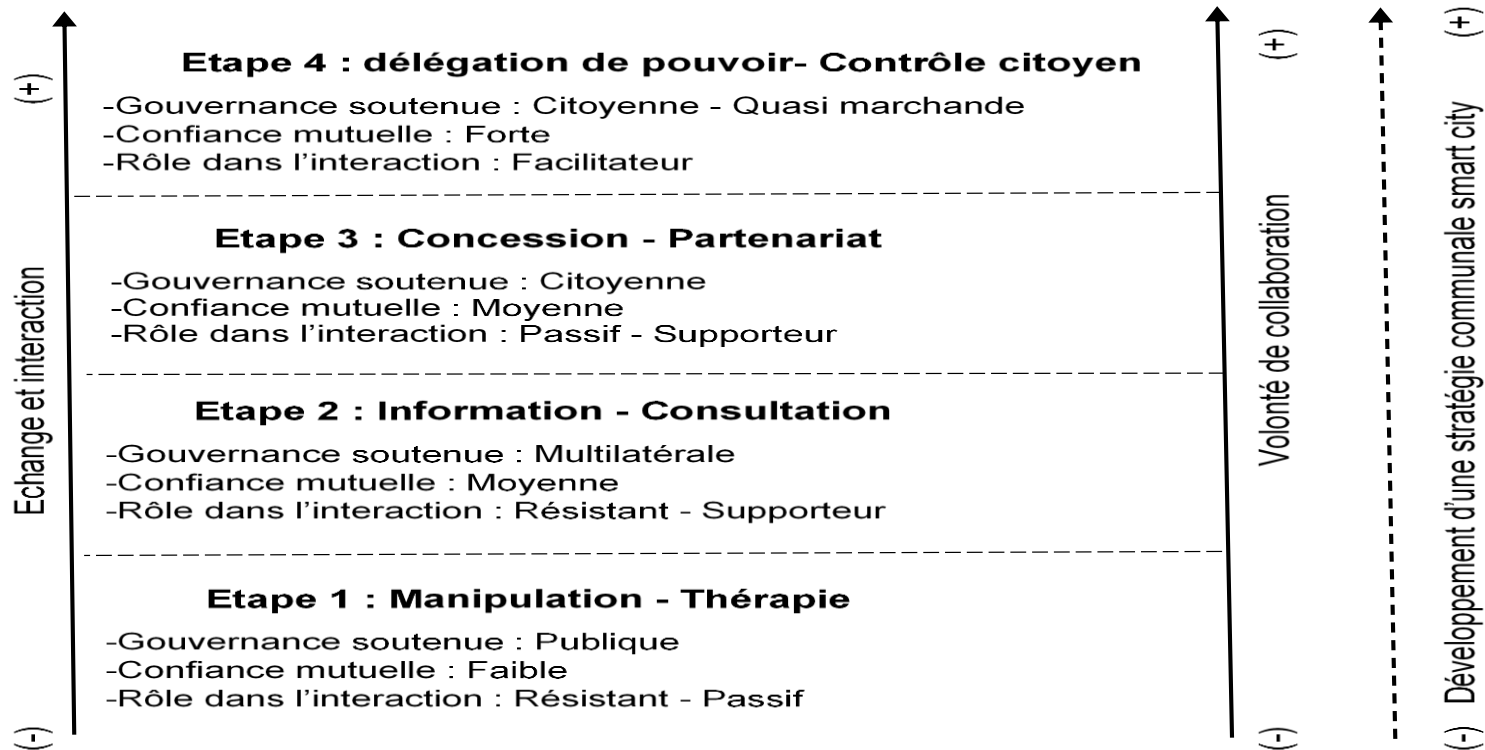 (+)
Echange et interaction
(-)
Etape 4 : délégation de pouvoir- Contrôle citoyen
-Gouvernance soutenue : Citoyenne - Quasi marchande
-Confiance mutuelle : Forte
-Rôle dans l'interaction : Facilitateur
Etape 3 : Concession - Partenariat
-Gouvernance soutenue : Citoyenne
-Confiance mutuelle : Moyenne
-Rôle dans l'interaction : Passif - Supporteur
Etape 2 : Information - Consultation
-Gouvernance soutenue : Multilatérale
-Confiance mutuelle : Moyenne
-Rôle dans l'interaction : Résistant - Supporteur
Etape 1 : Manipulation - Thérapie
-Gouvernance soutenue : Publique
-Confiance mutuelle : Faible
-Rôle dans l'interaction : Résistant - Passif
(+)
Volonté de collaboration
(-)
(+)
Développement d'une stratégie communale smart city
(-)